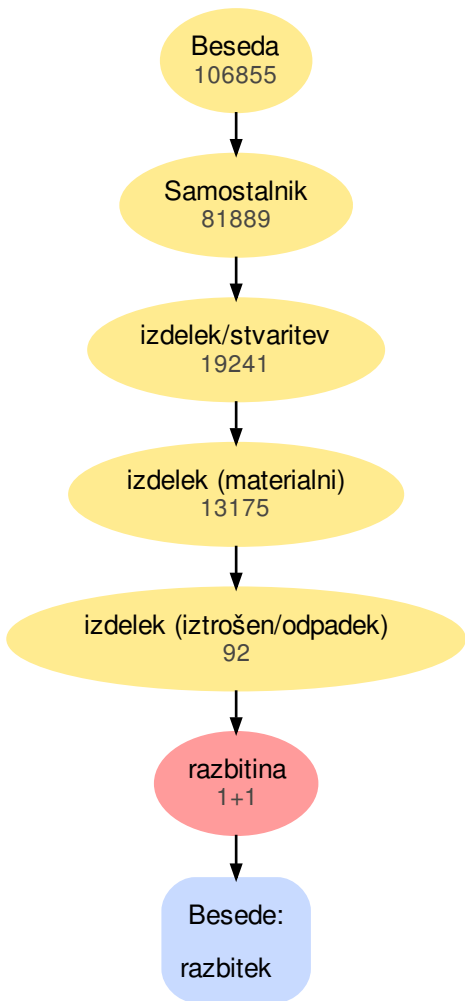 Beseda
106855
Samostalnik
81889
izdelek/stvaritev
19241
izdelek (materialni)
13175
izdelek (iztrošen/odpadek)
92
razbitina
1+1
Besede:
razbitek